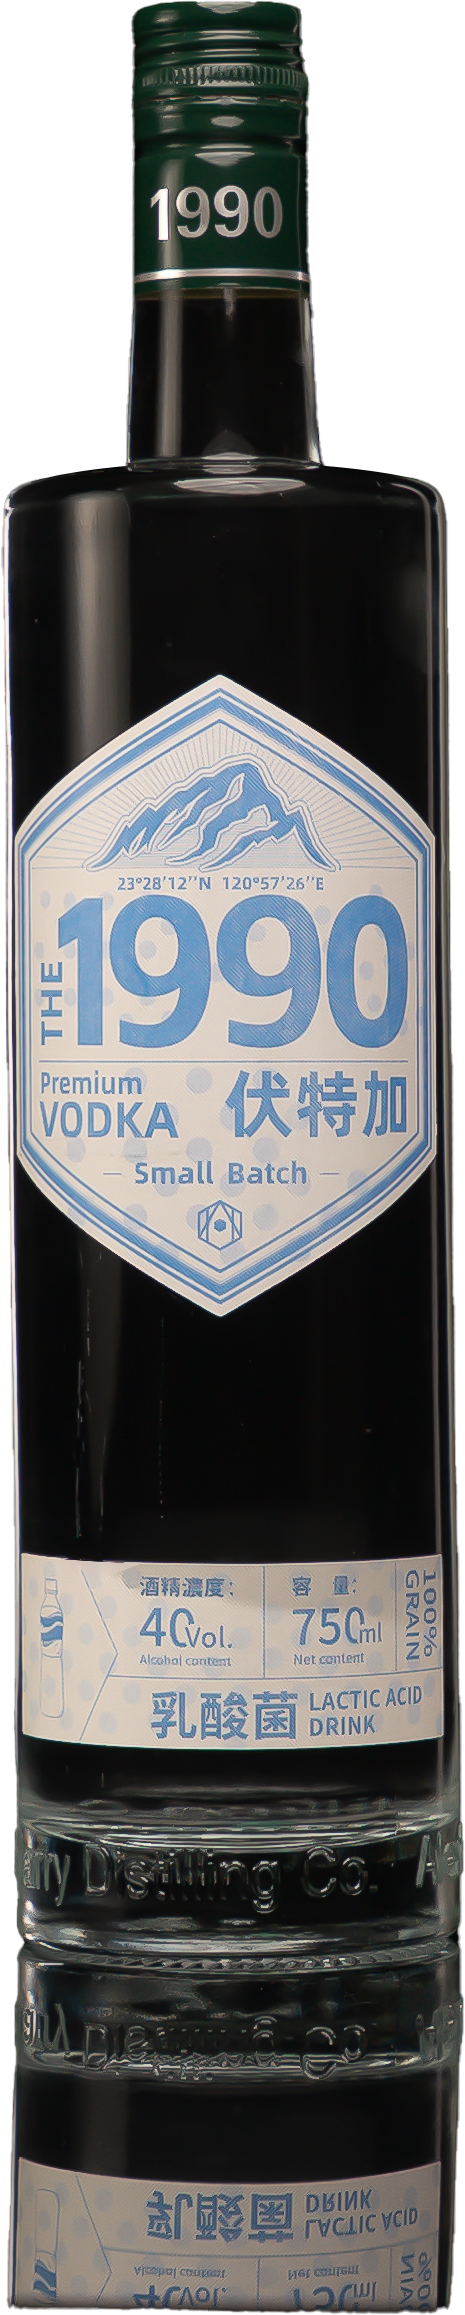 1990
23°28'12''N 120°57'26''E
THE
1990
Premium
VODKA
伏特加
Small Batch
酒精濃度:
40Vol.
Alcohol content
容 量:
750ml
Net content
100%
GRAIN
乳酸菌
LACTIC ACID
DRINK
Distilling Co.